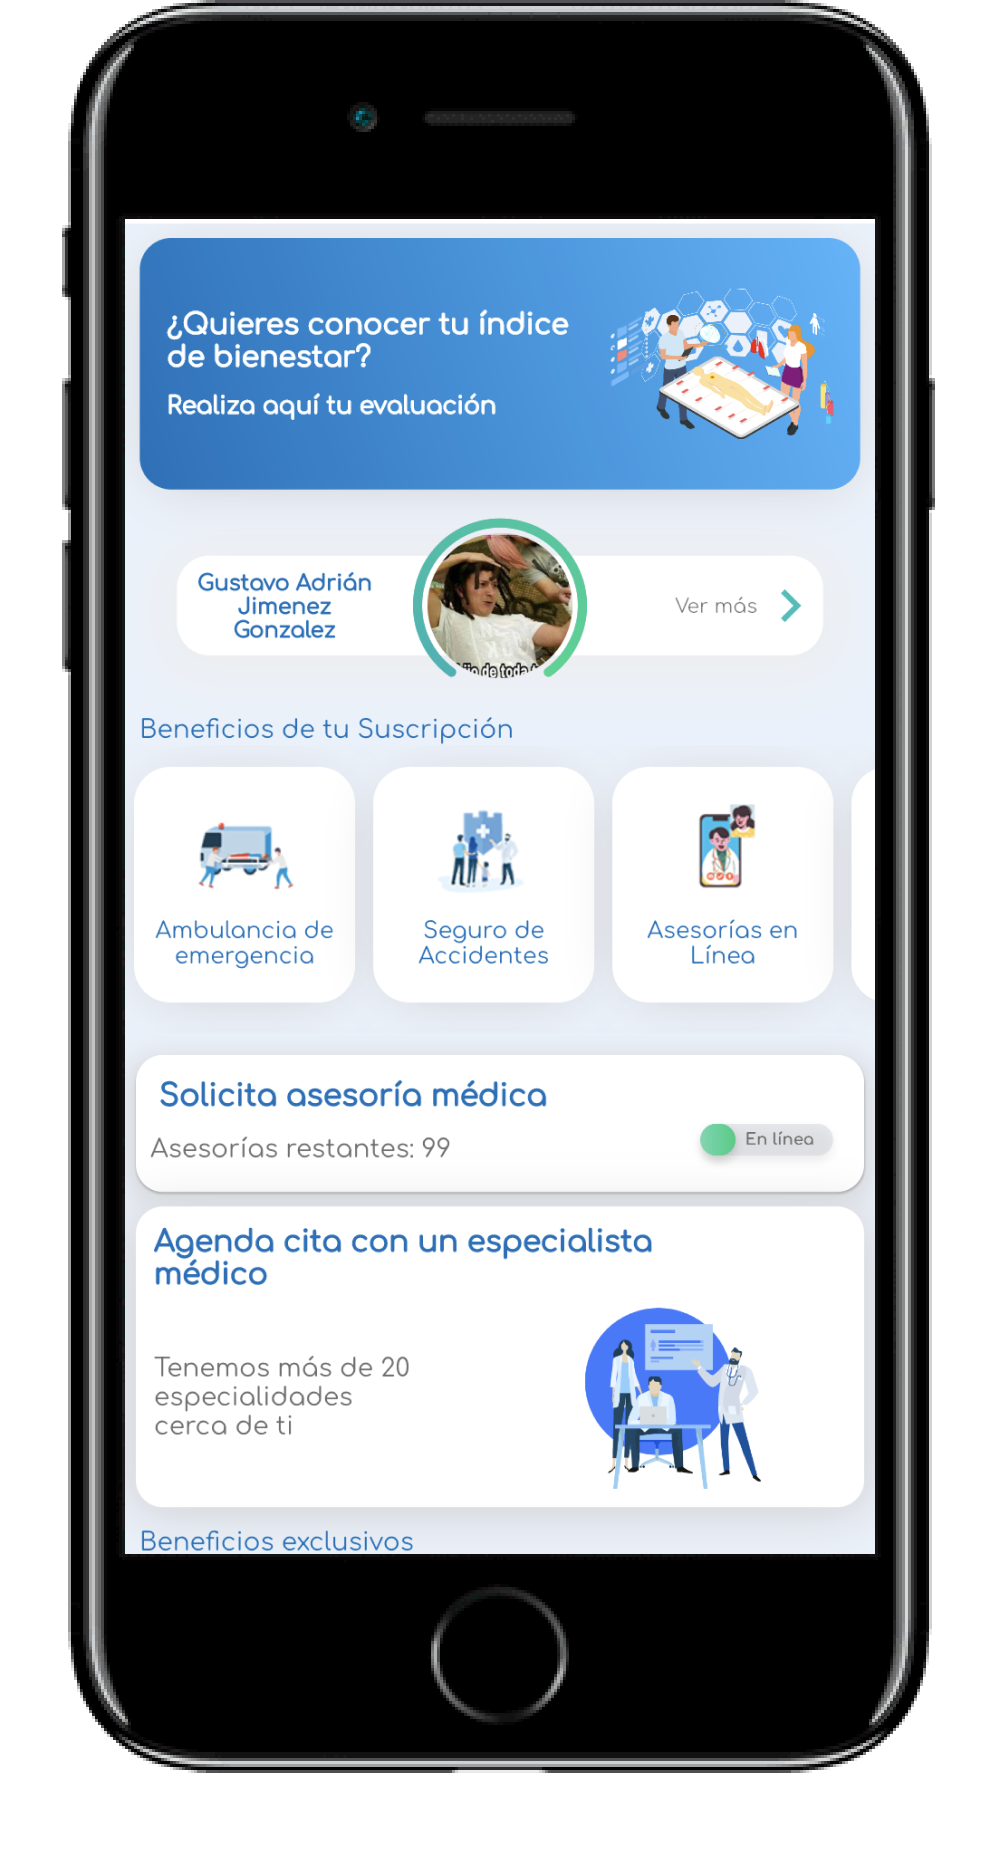 ¿Quieres conocer tu índice
de bienestar?
Realiza aquí tu evaluación
Gustavo Adrián
Jimenez
Gonzalez
Ver más
de toda
Beneficios de tu Suscripción
Ambulancia de
emergencia
Seguro de
Accidentes
Asesorías en
Línea
Solicita asesoría médica
Asesorías restantes: 99
En línea
Agenda cita con un especialista
médico
Tenemos más de 20
especialidades
cerca de ti
Beneficios exclusivos